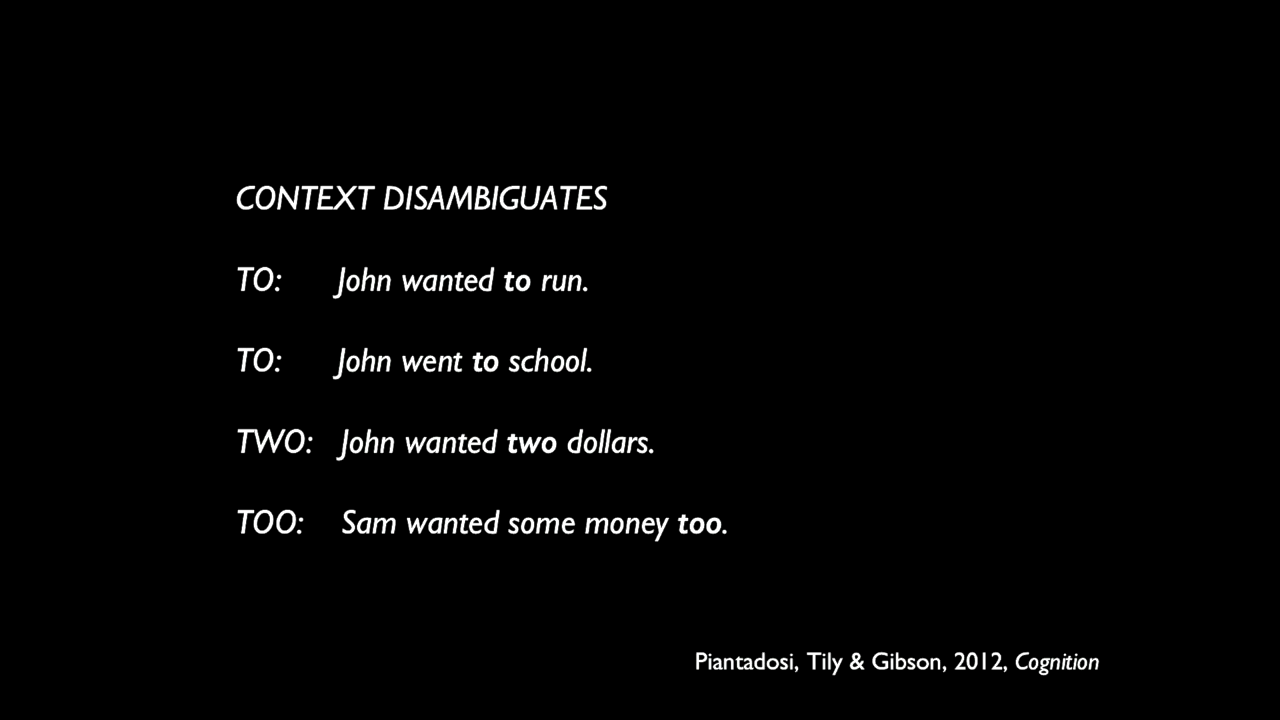 CONTEXT DISAMBIGUATES
TO: John wanted to run.
TO: John went to school.
TWO: John wanted two dollars.
TOO: Sam wanted some money too.
Piantadosi, Tily & Gibson, 2012, Cognition